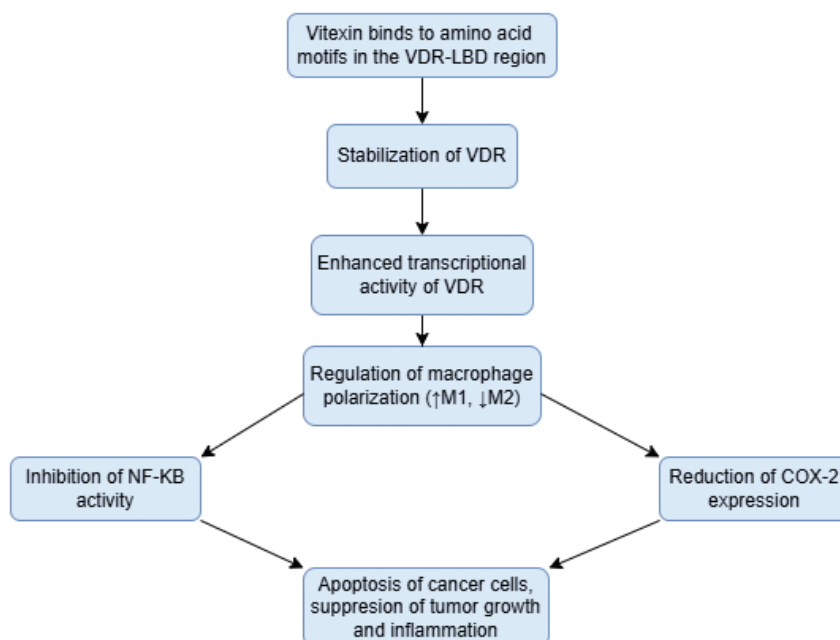 Vitexin binds to amino acid
motifs in the VDR-LBD region
Stabilization of VDR
Enhanced transcriptional
activity of VDR
Regulation of macrophage
polarization (↑M1, ↓M2)
Inhibition of NF-KB
activity
Reduction of COX-2
expression
Apoptosis of cancer cells,
suppresion of tumor growth
and inflammation